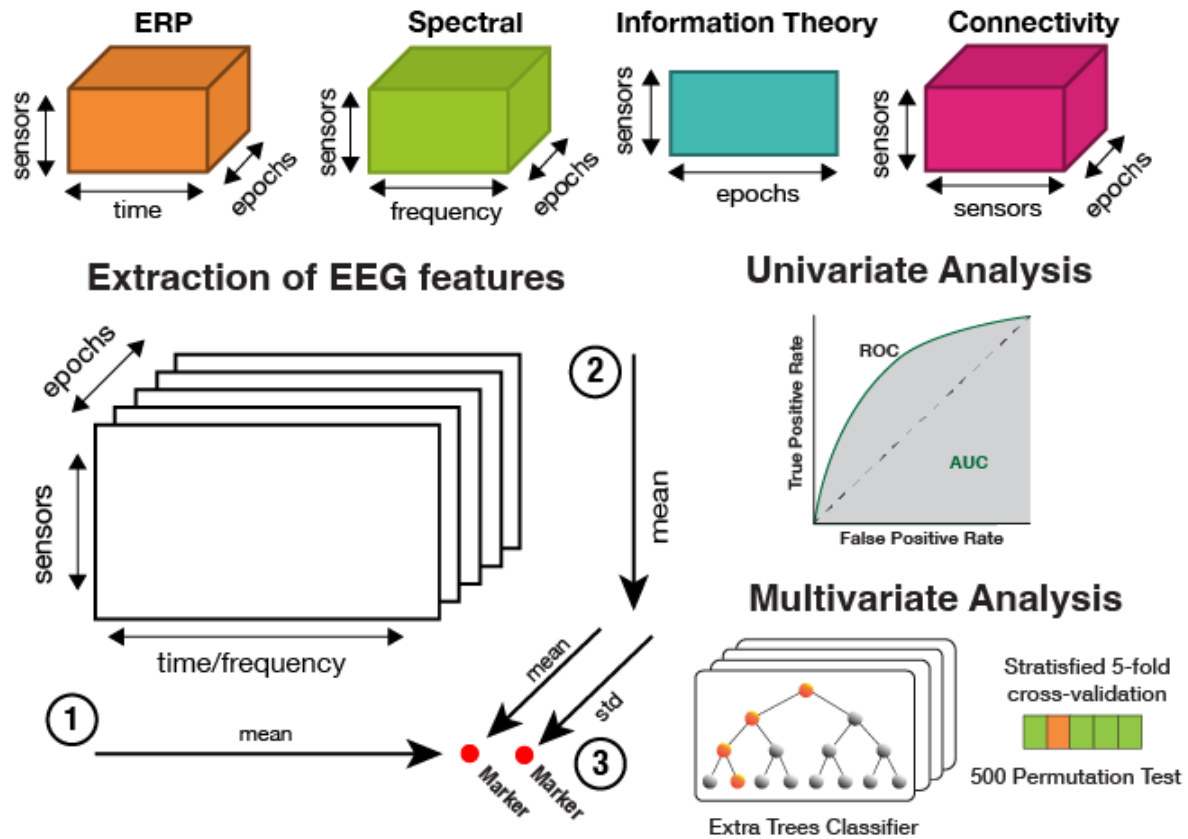 ERP
sensors
time
epochs
Spectral
sensors
frequency
epochs
Information Theory
sensors
epochs
Connectivity
sensors
sensors
epochs
Extraction of EEG features
epochs
sensors
time/frequency
1
mean
2
mean
mean
std
3
Marker
Marker
Univariate Analysis
True Positive Rate
ROC
AUC
False Positive Rate
Multivariate Analysis
Extra Trees Classifier
Stratisfied 5-fold
cross-validation
500 Permutation Test